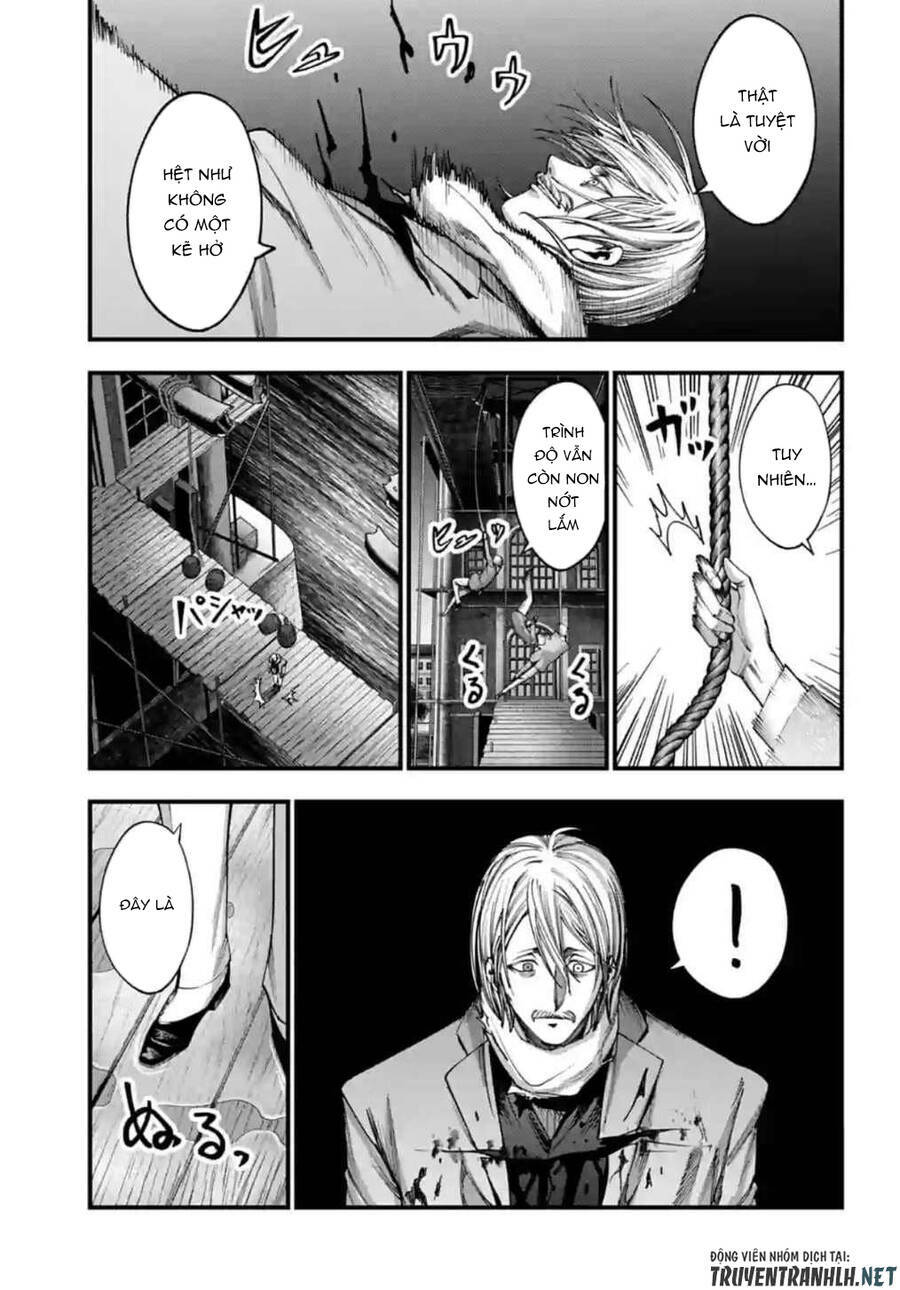 ヒュ
ウゥ
THẬT
LÀ TUYỆT
VỜI
HỆT NHƯ
KHÔNG
CÓ MỘT
KẼ HỞ
TUY
NHIÊN...
ガッ
TRÌNH
ĐỘ VẪN
CÒN NON
NỚT
LẮM
ヒュッ
くる
くる
パシャッ
!
ĐÂY LÀ
ぬるっ
ĐỘNG VIÊN NHÓM DỊCH TẠI:
TRUYENTRANHLH.NET